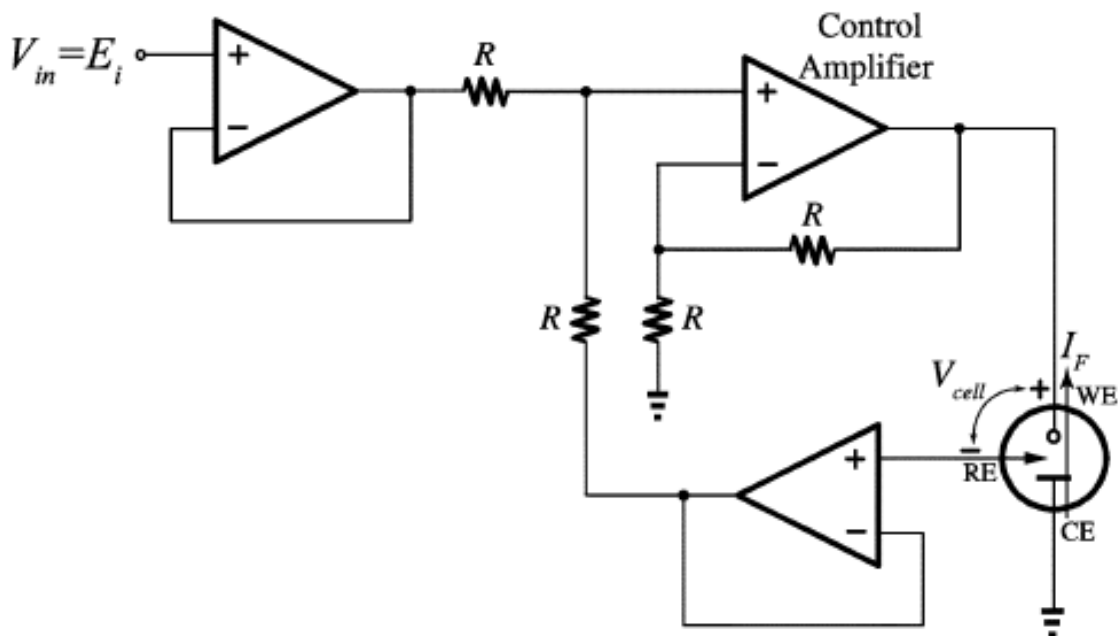 Control
Amplifier
V_in=E_i
+
−
R
+
−
R
R
R
V_cell
+
I_F
WE
−
RE
CE
+
−